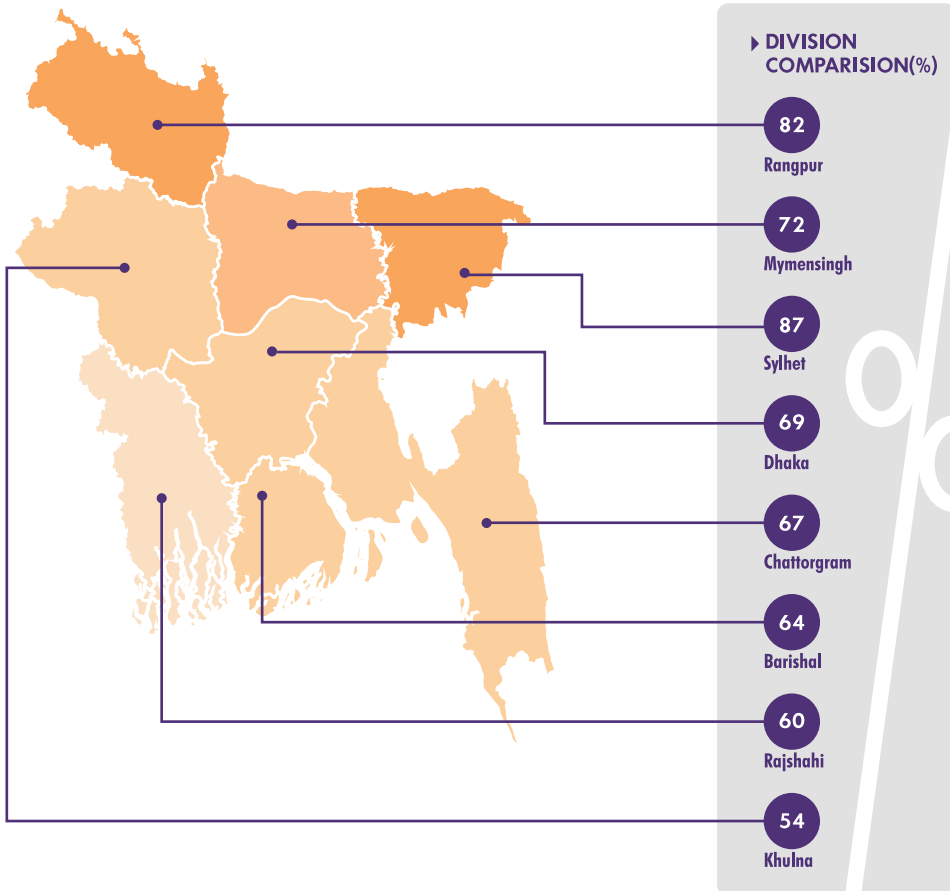 DIVISION
COMPARISION(%)
82
Rangpur
72
Mymensingh
87
Sylhet
69
Dhaka
67
Chattorgram
64
Barishal
60
Rajshahi
54
Khulna
%